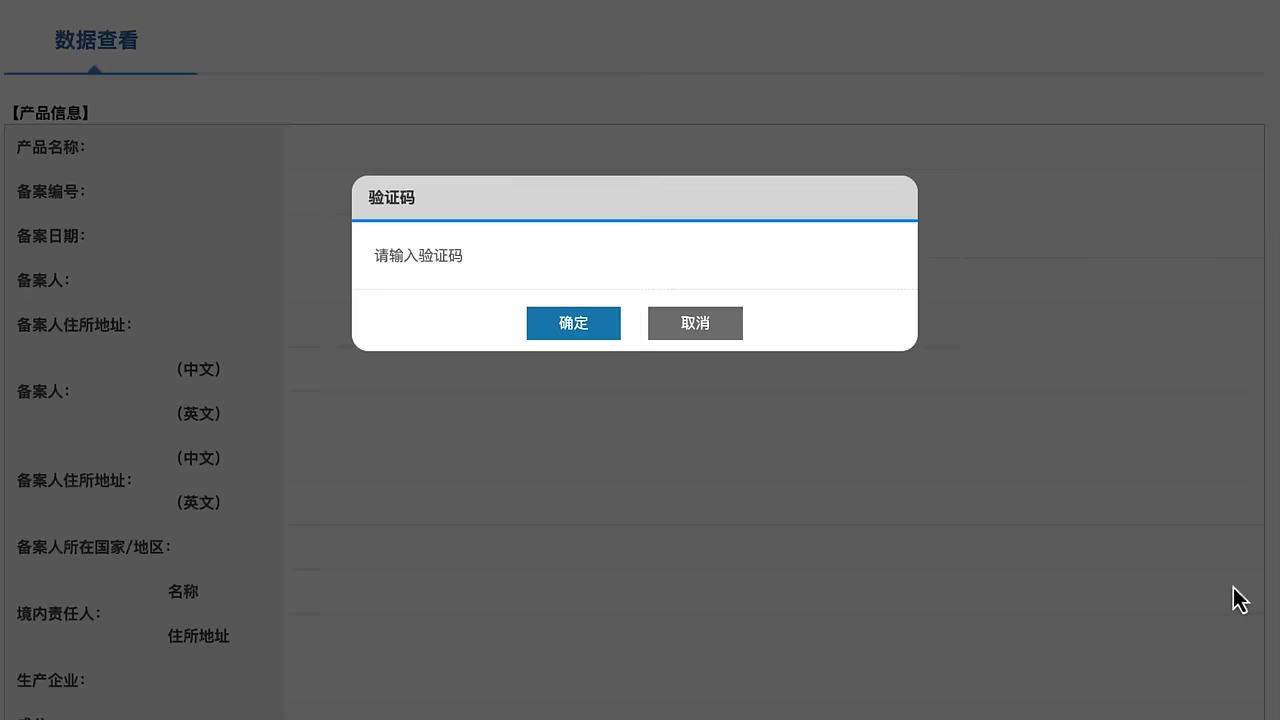 数据查看
【产品信息】
产品名称：
备案编号：
备案日期：
备案人：
备案人住所地址：
（中文）
备案人：
（英文）
（中文）
备案人住所地址：
（英文）
备案人所在国家/地区：
名称
境内责任人：
住所地址
生产企业：
验证码
请输入验证码
确定
取消